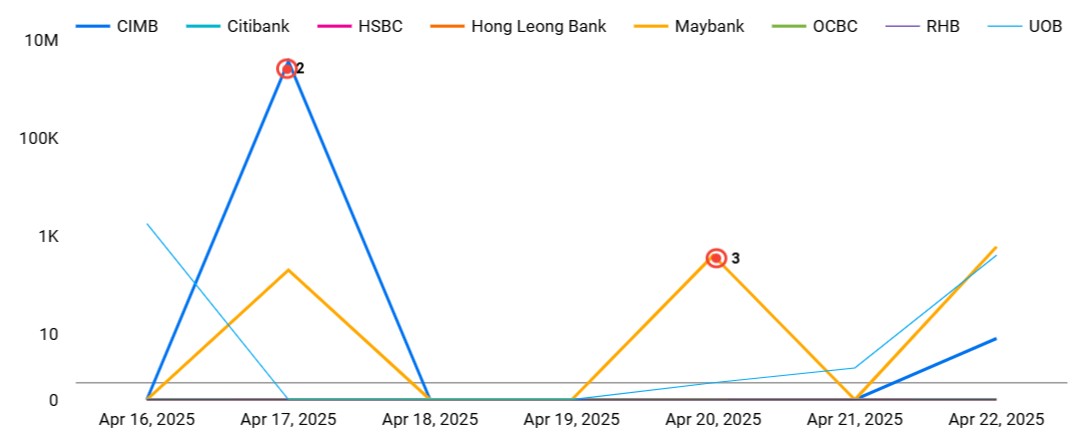 CIMB Citibank HSBC Hong Leong Bank Maybank OCBC RHB UOB
10M
2
100K
1K
3
10
0
Apr 16, 2025 Apr 17, 2025 Apr 18, 2025 Apr 19, 2025 Apr 20, 2025 Apr 21, 2025 Apr 22, 2025